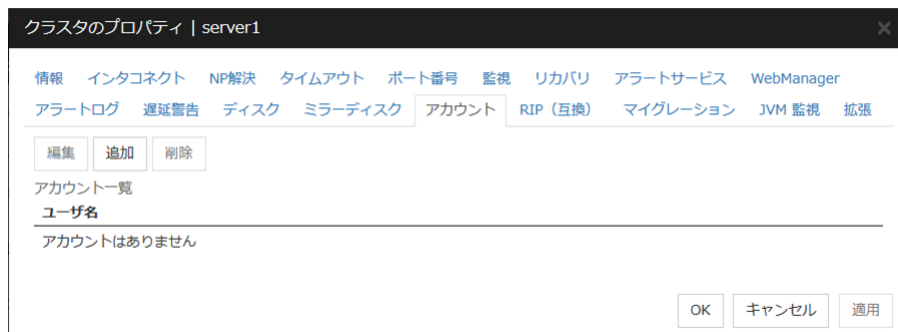 クラスタのプロパティ | server1
情報 インタコネクト NP解決 タイムアウト ポート番号 監視 リカバリ アラートサービス WebManager
アラートログ 遅延警告 ディスク ミラーディスク アカウント RIP（互換） マイグレーション JVM 監視 拡張
編集 追加 削除
アカウント一覧
ユーザ名
アカウントはありません
OK キャンセル 適用